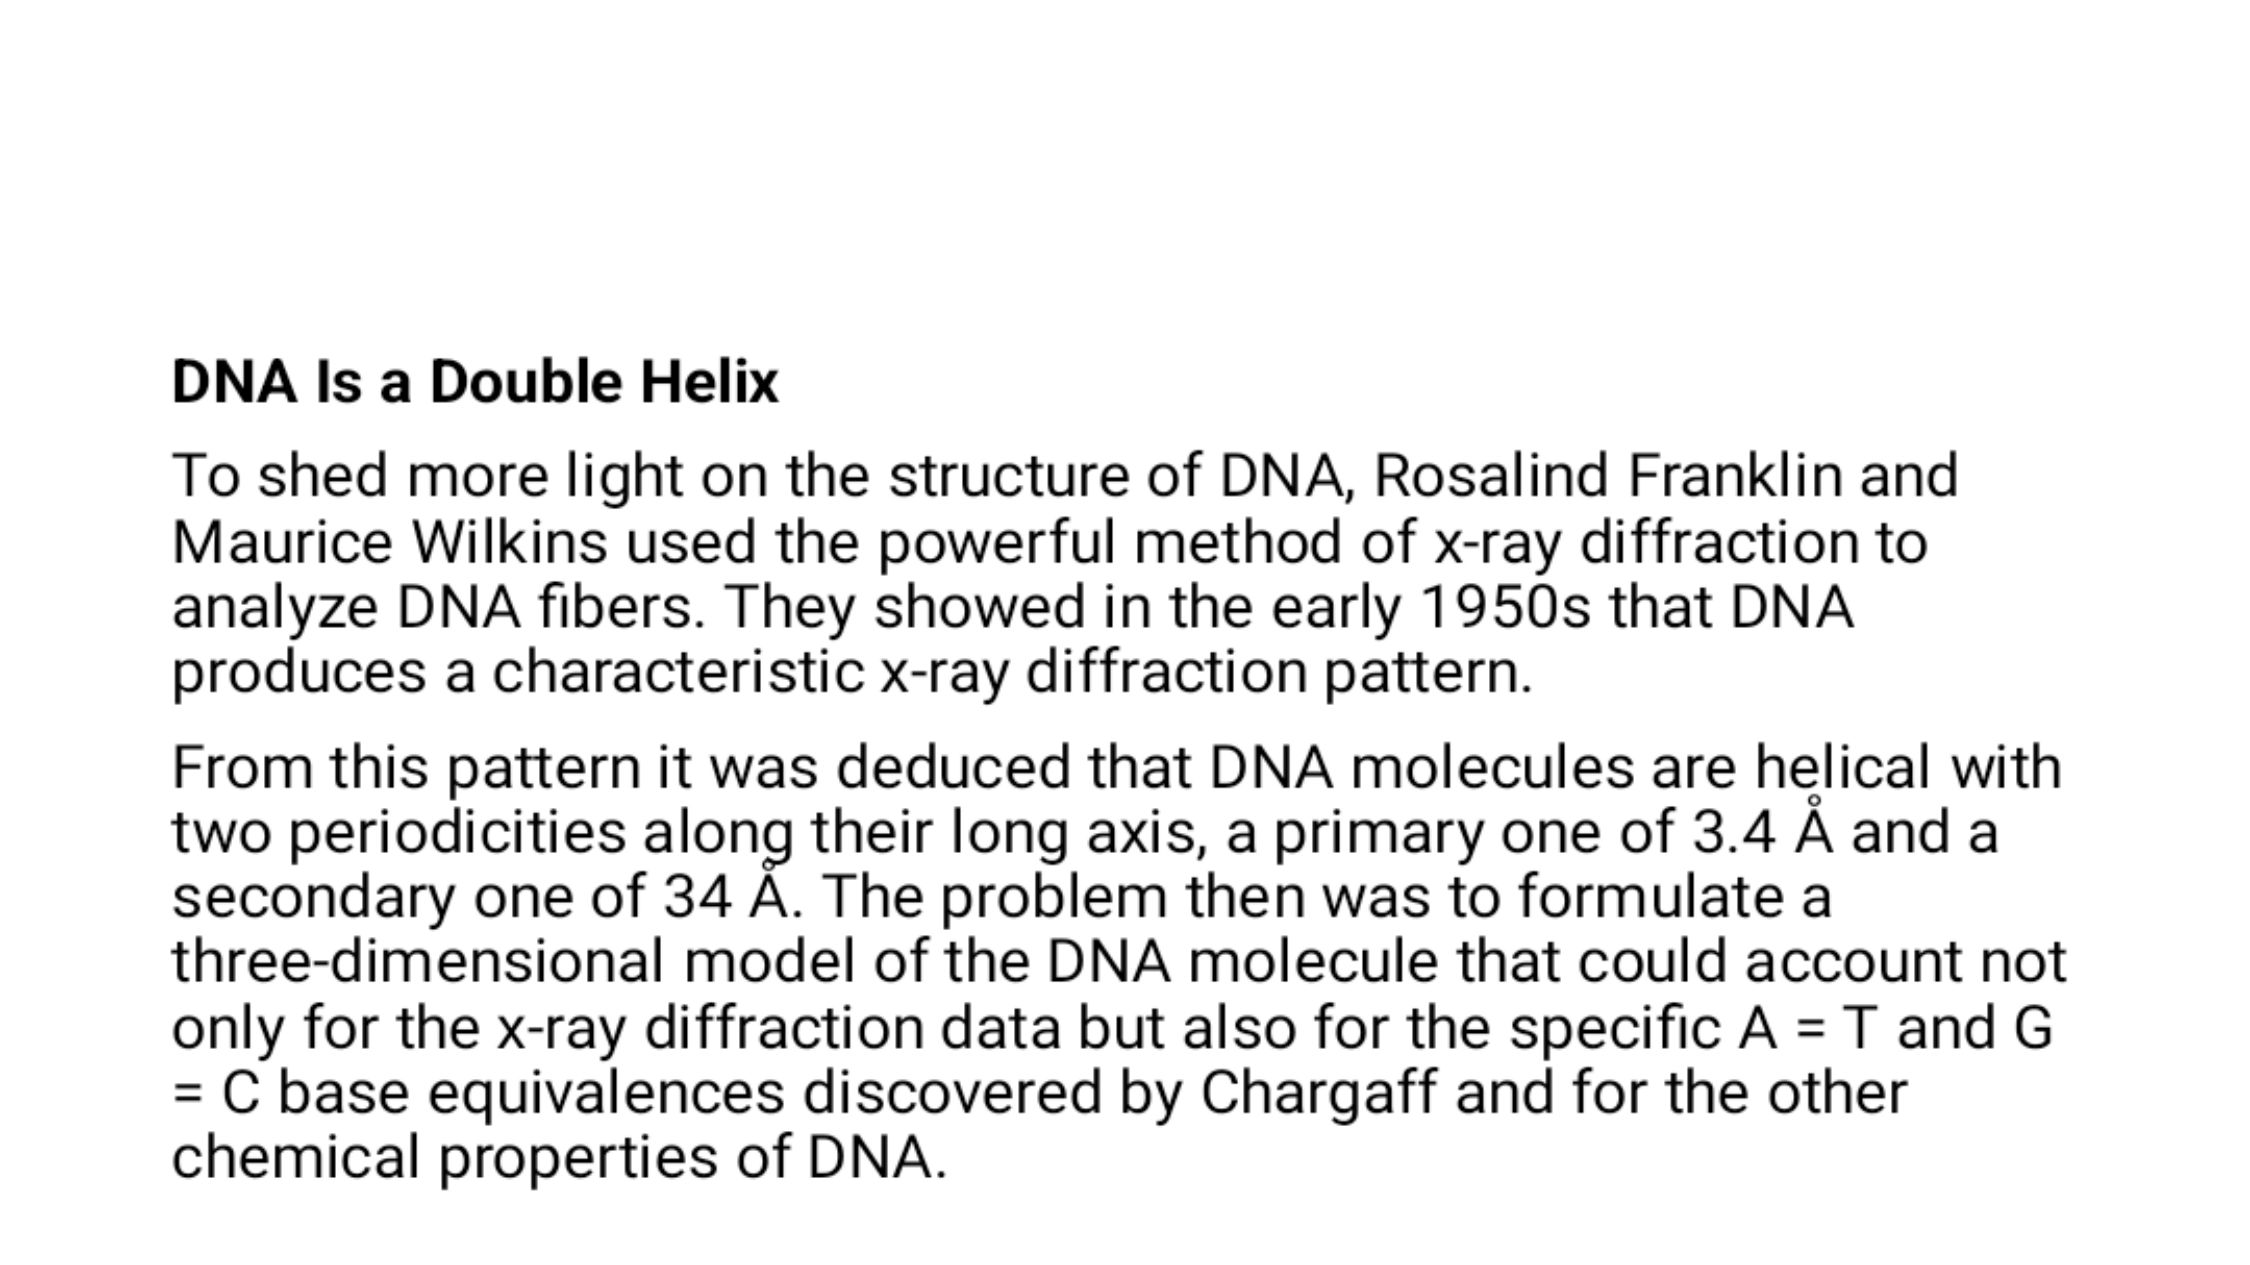 DNA Is a Double Helix
To shed more light on the structure of DNA, Rosalind Franklin and
Maurice Wilkins used the powerful method of x-ray diffraction to
analyze DNA fibers. They showed in the early 1950s that DNA
produces a characteristic x-ray diffraction pattern.
From this pattern it was deduced that DNA molecules are helical with
two periodicities along their long axis, a primary one of 3.4 Å and a
secondary one of 34 Å. The problem then was to formulate a
three-dimensional model of the DNA molecule that could account not
only for the x-ray diffraction data but also for the specific A = T and G
= C base equivalences discovered by Chargaff and for the other
chemical properties of DNA.